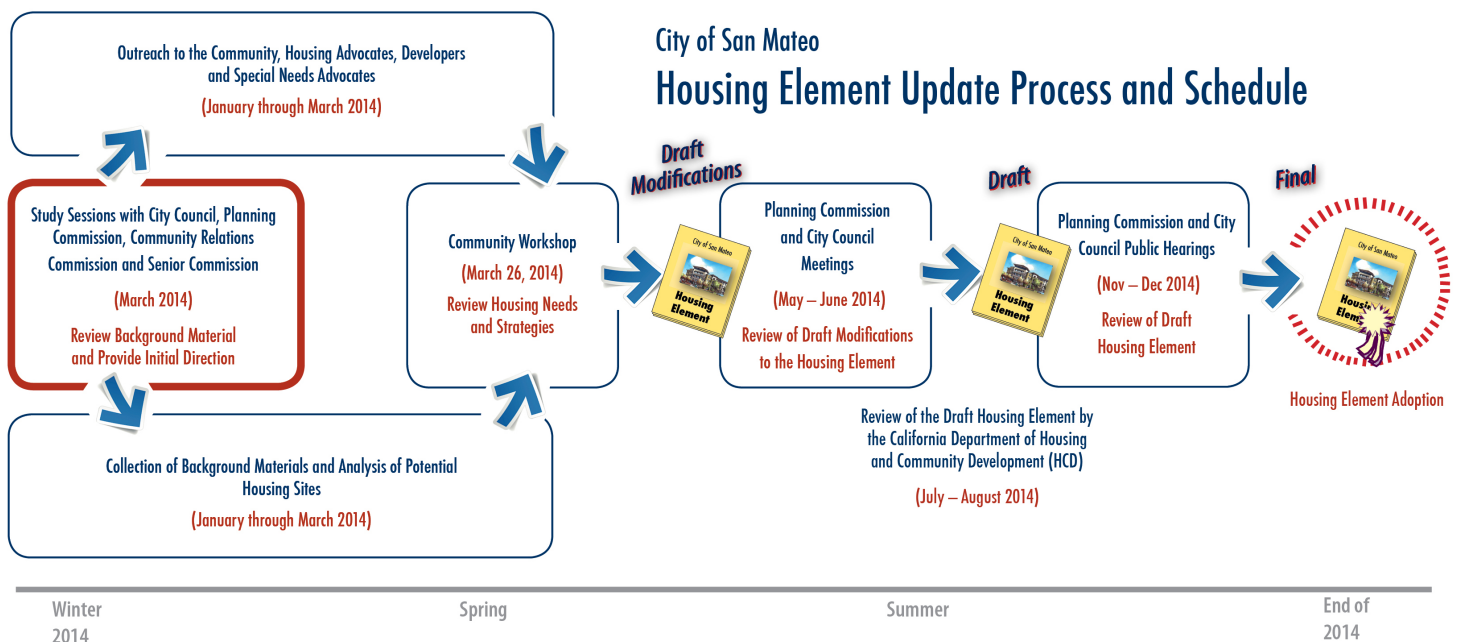 City of San Mateo
Housing Element Update Process and Schedule
Outreach to the Community, Housing Advocates, Developers
and Special Needs Advocates
(January through March 2014)
Study Sessions with City Council, Planning
Commission, Community Relations
Commission and Senior Commission
(March 2014)
Review Background Material
and Provide Initial Direction
Collection of Background Materials and Analysis of Potential
Housing Sites
(January through March 2014)
Community Workshop
(March 26, 2014)
Review Housing Needs
and Strategies
Draft
Modifications
City of San Mateo
Housing
Element
Planning Commission
and City Council
Meetings
(May – June 2014)
Review of Draft Modifications
to the Housing Element
Review of the Draft Housing Element by
the California Department of Housing
and Community Development (HCD)
(July – August 2014)
Draft
City of San Mateo
Housing
Element
Planning Commission and City
Council Public Hearings
(Nov – Dec 2014)
Review of Draft
Housing Element
Final
City of San Mateo
Housing Element Adoption
Winter
2014
Spring
Summer
End of
2014